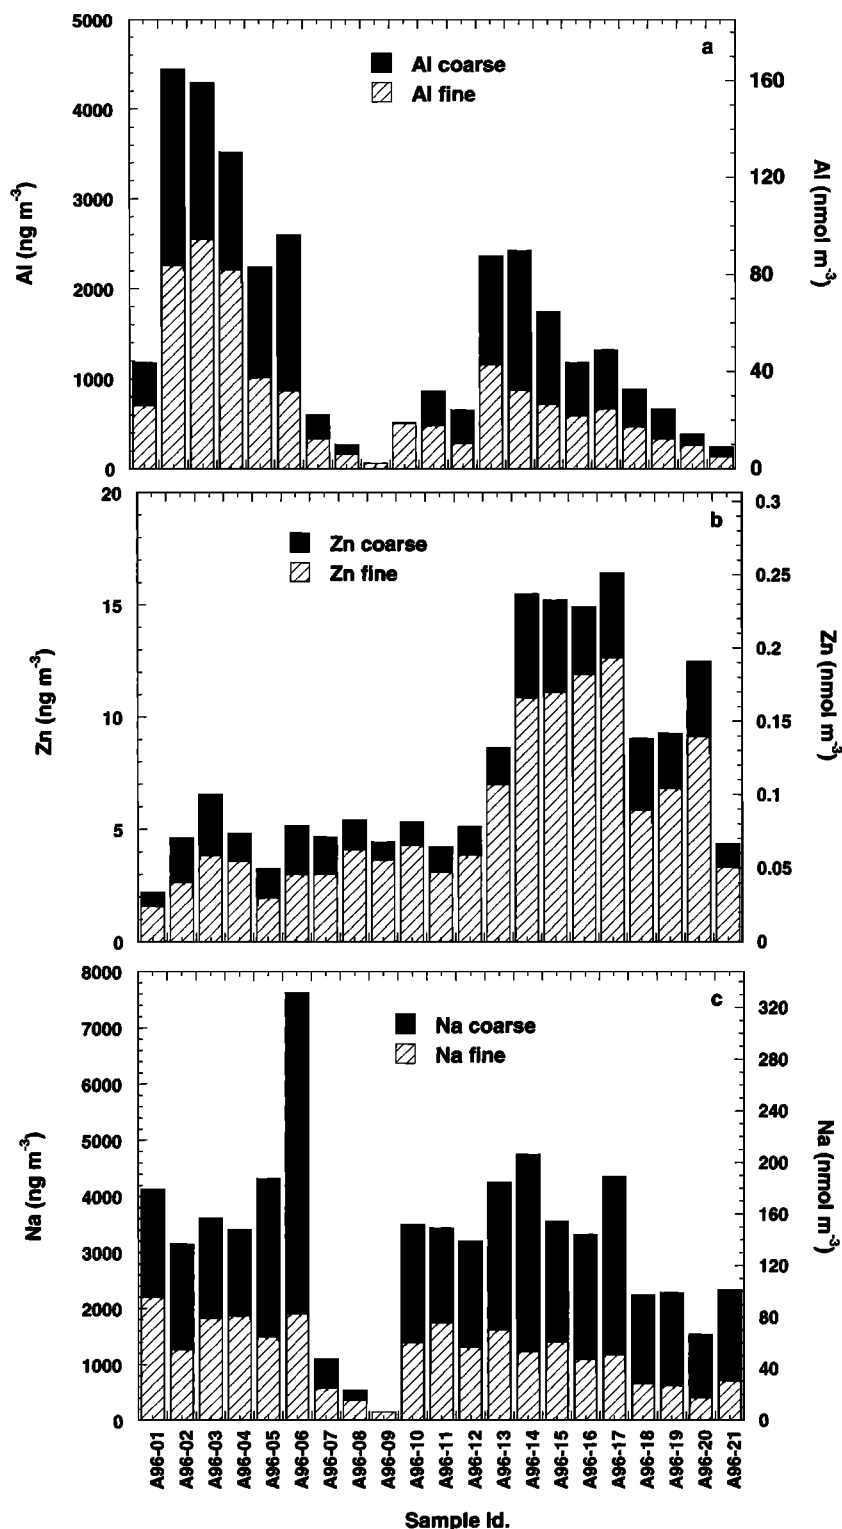 a
Al coarse
Al fine
5000
4000
3000
2000
1000
0
Al (ng m-3)
160
120
80
40
0
Al (nmol m-3)
b
Zn coarse
Zn fine
20
15
10
5
0
Zn (ng m-3)
0.3
0.25
0.2
0.15
0.1
0.05
0
Zn (nmol m-3)
c
Na coarse
Na fine
8000
7000
6000
5000
4000
3000
2000
1000
0
Na (ng m-3)
320
280
240
200
160
120
80
40
0
Na (nmol m-3)
A96-01
A96-02
A96-03
A96-04
A96-05
A96-06
A96-07
A96-08
A96-09
A96-10
A96-11
A96-12
A96-13
A96-14
A96-15
A96-16
A96-17
A96-18
A96-19
A96-20
A96-21
Sample Id.